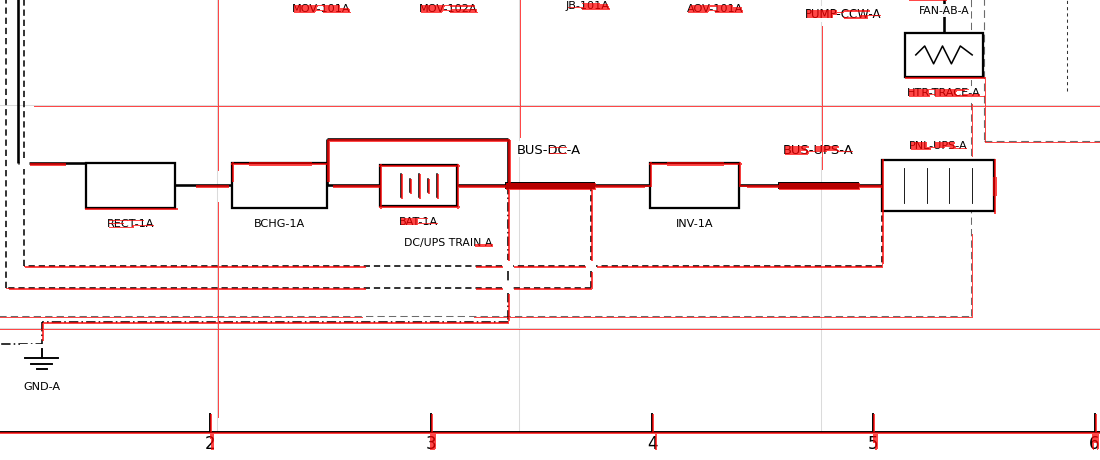 MOV-101A MOV-102A JB-101A AOV-101A PUMP-CCW-A FAN-AB-A
HTR-TRACE-A
BUS-DC-A BUS-UPS-A PNL-UPS-A
RECT-1A BCHG-1A BAT-1A INV-1A
DC/UPS TRAIN A
GND-A
2 3 4 5 6